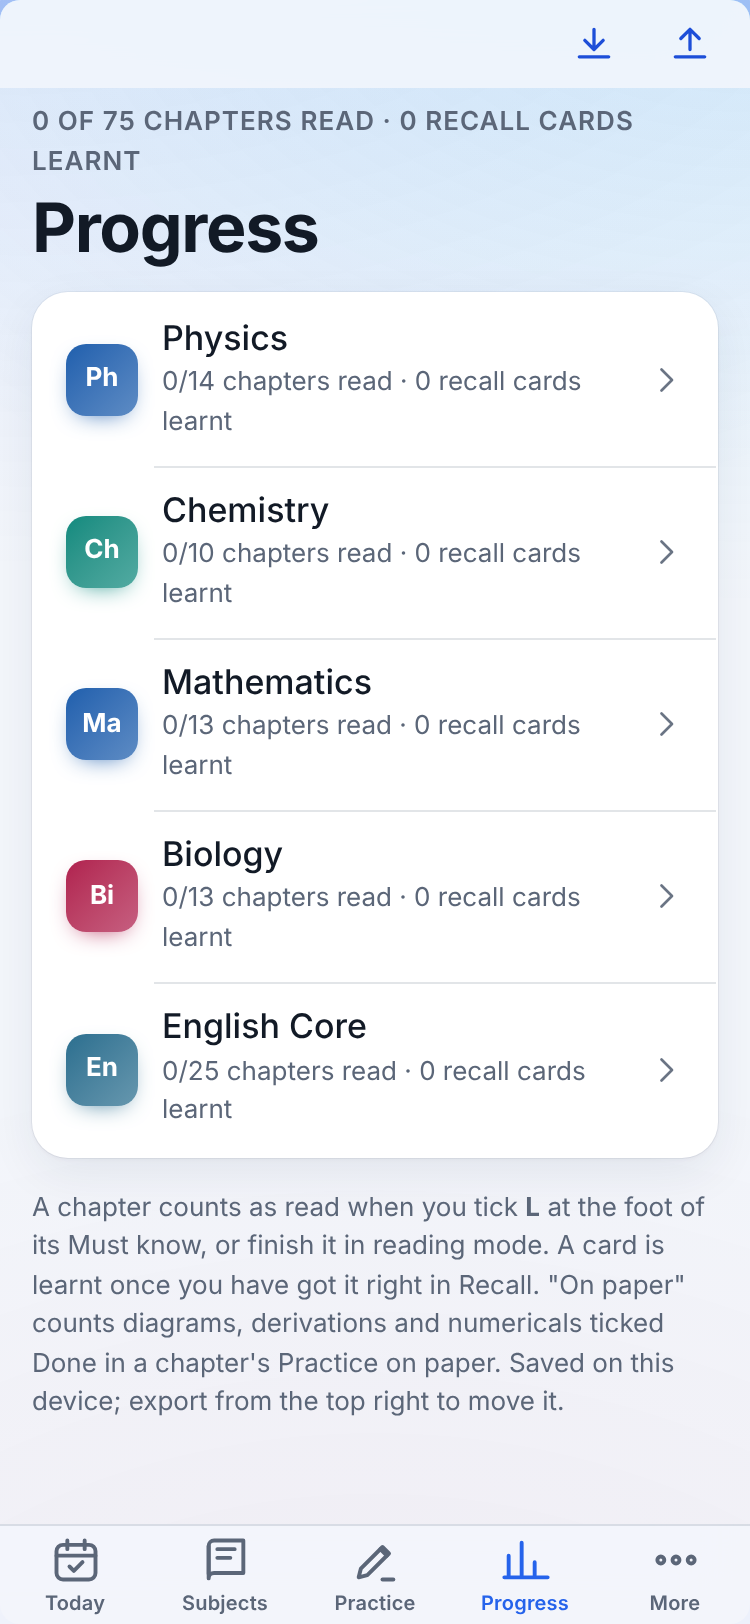 0 OF 75 CHAPTERS READ · 0 RECALL CARDS
LEARNT
Progress
Ph
Physics
0/14 chapters read · 0 recall cards
learnt
Ch
Chemistry
0/10 chapters read · 0 recall cards
learnt
Ma
Mathematics
0/13 chapters read · 0 recall cards
learnt
Bi
Biology
0/13 chapters read · 0 recall cards
learnt
En
English Core
0/25 chapters read · 0 recall cards
learnt
A chapter counts as read when you tick L at the foot of
its Must know, or finish it in reading mode. A card is
learnt once you have got it right in Recall. "On paper"
counts diagrams, derivations and numericals ticked
Done in a chapter's Practice on paper. Saved on this
device; export from the top right to move it.
Today
Subjects
Practice
Progress
More